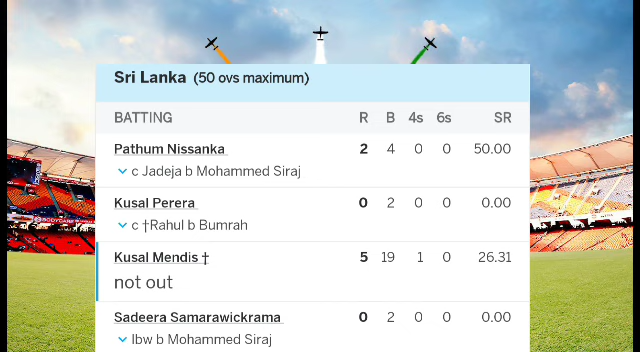 Sri Lanka (50 ovs maximum)
BATTING R B 4s 6s SR
Pathum Nissanka 2 4 0 0 50.00
c Jadeja b Mohammed Siraj
Kusal Perera 0 2 0 0 0.00
c †Rahul b Bumrah
Kusal Mendis † 5 19 1 0 26.31
not out
Sadeera Samarawickrama 0 2 0 0 0.00
lbw b Mohammed Siraj